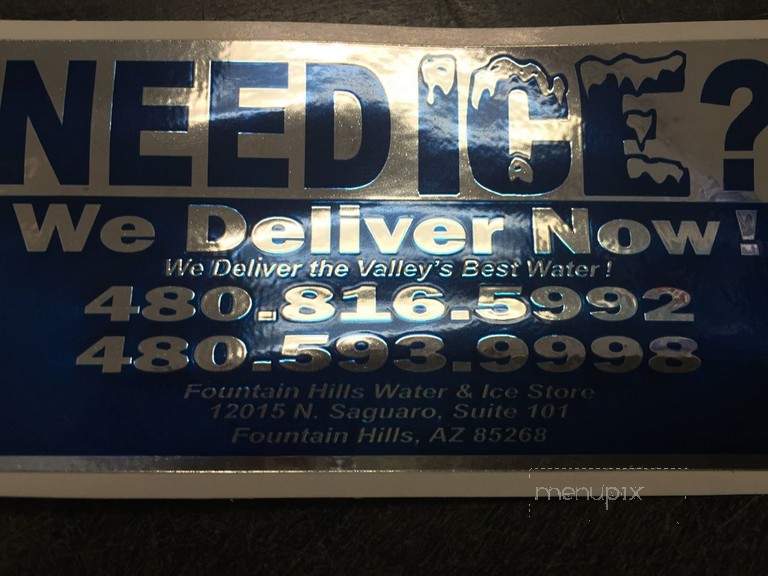 NEED ICE?
We Deliver Now!
We Deliver the Valley's Best Water!
480.816.5992
480.593.9998
Fountain Hills Water & Ice Store
12015 N. Saguaro, Suite 101
Fountain Hills, AZ 85268
menupix